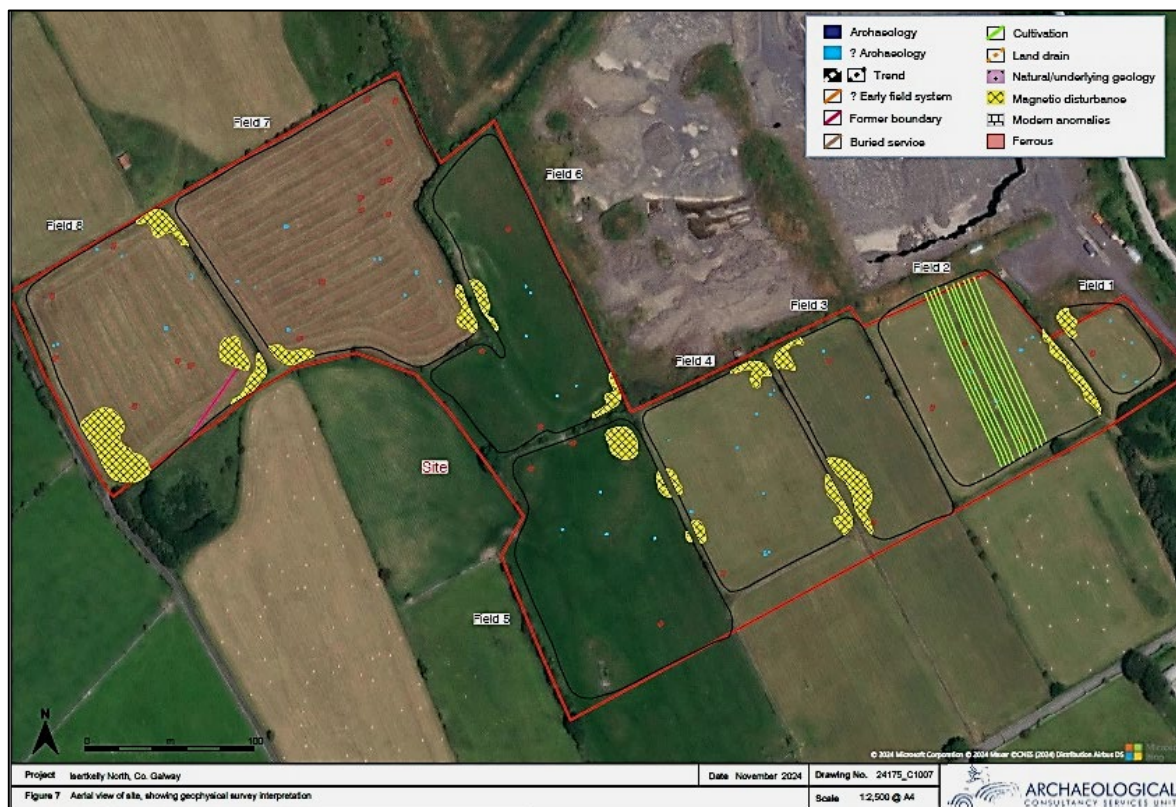 Archaeology
? Archaeology
Trend
? Early field system
Former boundary
Buried service
Cultivation
Land drain
Natural/underlying geology
Magnetic disturbance
Modern anomalies
Ferrous
Field 7
Field 6
Field 8
Field 2
Field 1
Field 3
Field 4
Site
Field 5
N
0 m 100
© 2024 Microsoft Corporation © 2024 Maxar ©CNES (2024) Distribution Airbus DS
Microsoft
Bing
Project Isertkelly North, Co. Galway
Date November 2024
Drawing No. 24175_C1007
Figure 7 Aerial view of site, showing geophysical survey interpretation
Scale 1:2,500 @ A4
ARCHAEOLOGICAL
CONSULTANCY SERVICES UNIT